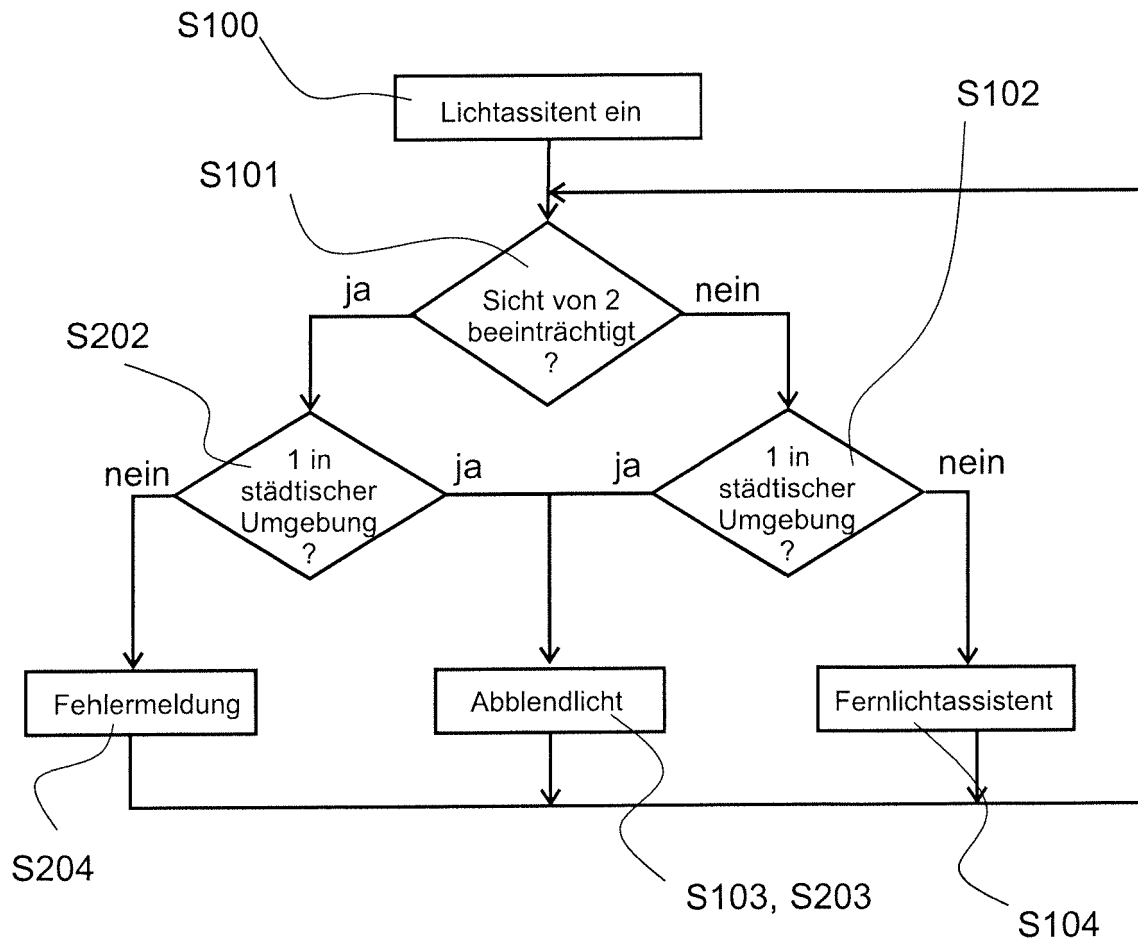 S100
Lichtassitent ein
S102
S101
ja
nein
Sicht von 2
beeinträchtigt
?
S202
nein
1 in
städtischer
Umgebung
?
ja
ja
1 in
städtischer
Umgebung
?
nein
Fehlermeldung
Abblendlicht
Fernlichtassistent
S204
S103, S203
S104